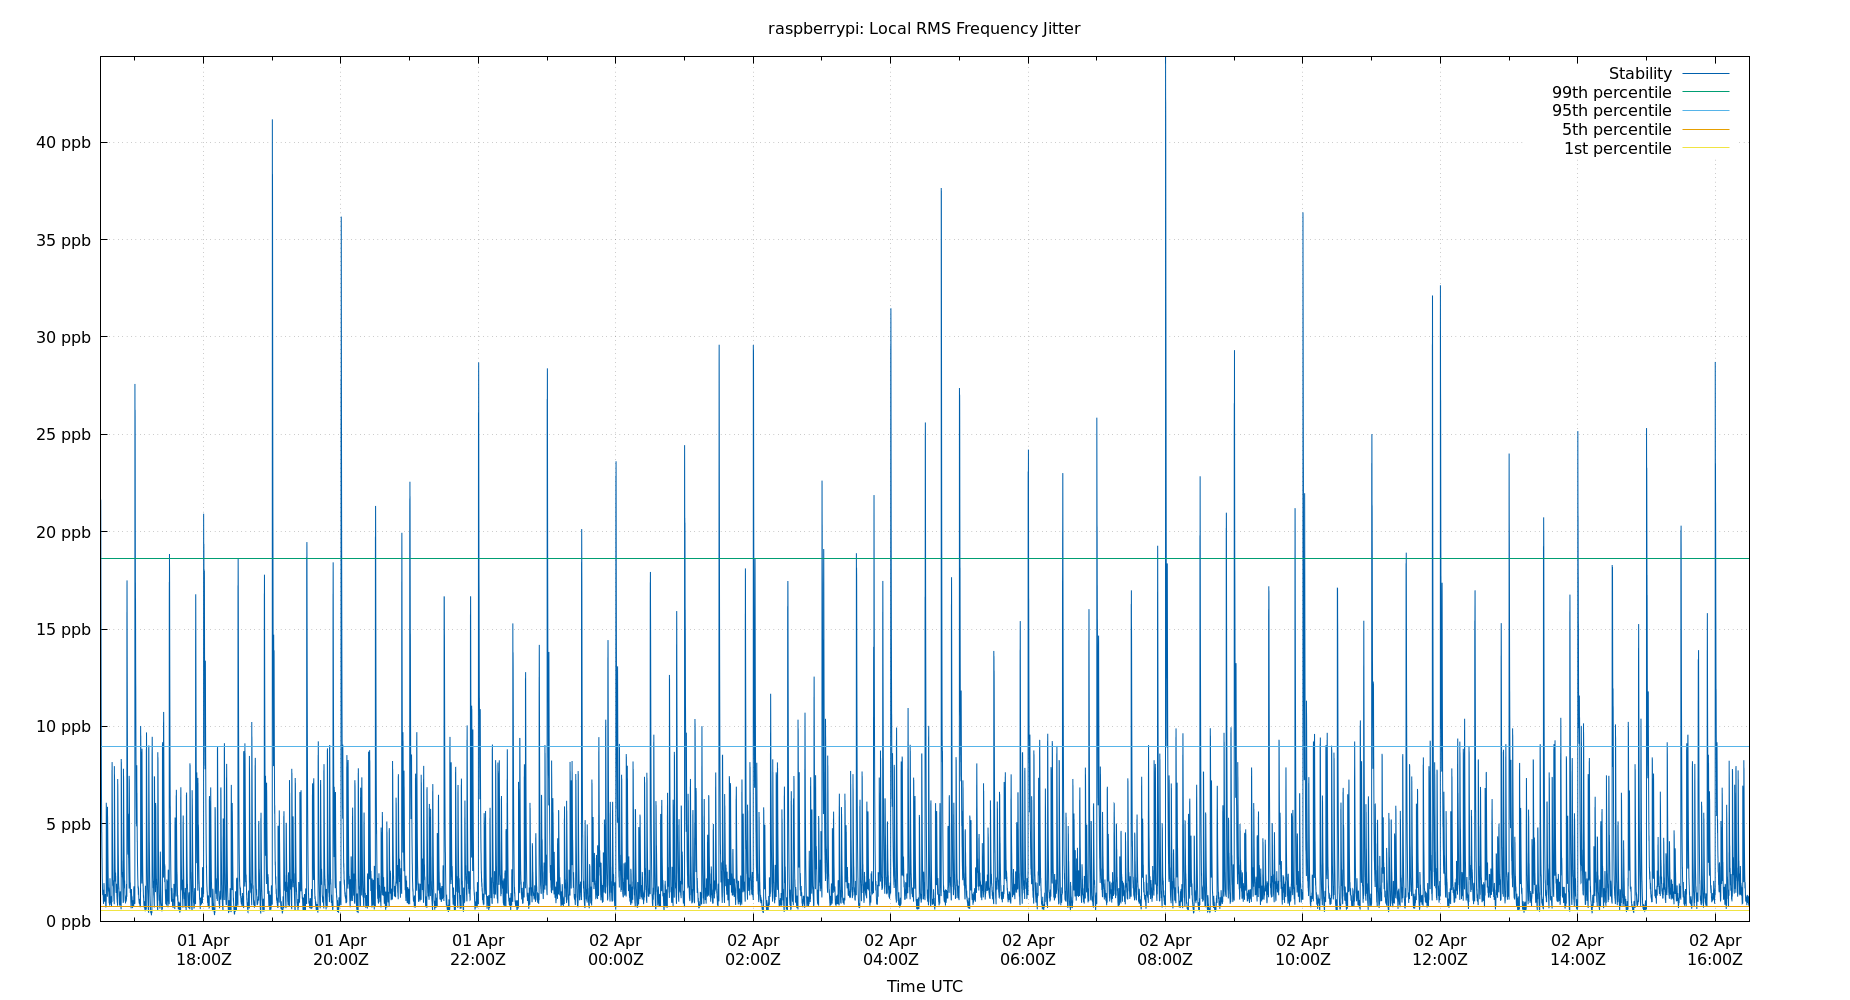 raspberrypi: Local RMS Frequency Jitter
Stability
99th percentile
95th percentile
5th percentile
1st percentile
40 ppb
35 ppb
30 ppb
25 ppb
20 ppb
15 ppb
10 ppb
5 ppb
0 ppb
01 Apr 01 Apr 01 Apr 02 Apr 02 Apr 02 Apr 02 Apr 02 Apr 02 Apr 02 Apr 02 Apr 02 Apr
18:00Z 20:00Z 22:00Z 00:00Z 02:00Z 04:00Z 06:00Z 08:00Z 10:00Z 12:00Z 14:00Z 16:00Z
Time UTC